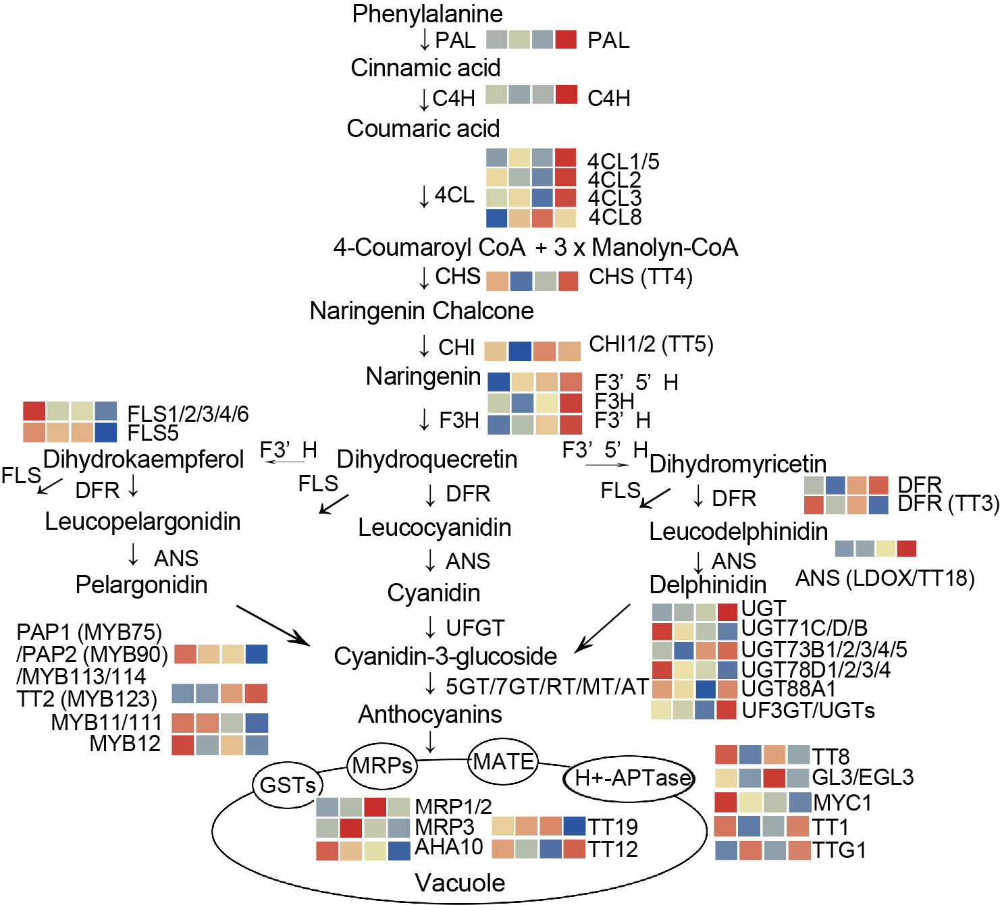 Phenylalanine
PAL PAL
Cinnamic acid
C4H C4H
Coumaric acid
4CL1/5
4CL2
4CL 4CL3
4CL8
4-Coumaroyl CoA + 3 x Manolyn-CoA
CHS CHS (TT4)
Naringenin Chalcone
CHI CHI1/2 (TT5)
Naringenin F3’ 5’ H
F3H
F3H F3’ H
FLS1/2/3/4/6
FLS5
Dihydrokaempferol F3’ H Dihydroquecretin F3’ 5’ H Dihydromyricetin
FLS DFR FLS DFR FLS DFR
DFR
DFR (TT3)
Leucopelargonidin Leucocyanidin Leucodelphinidin
ANS ANS ANS
ANS (LDOX/TT18)
Pelargonidin Cyanidin Delphinidin
UFGT
UGT
UGT71C/D/B
UGT73B1/2/3/4/5
UGT78D1/2/3/4
UGT88A1
UF3GT/UGTs
PAP1 (MYB75)
/PAP2 (MYB90)
/MYB113/114
TT2 (MYB123)
MYB11/111
MYB12
Cyanidin-3-glucoside
5GT/7GT/RT/MT/AT
Anthocyanins
GSTs MRPs MATE H+-APTase
MRP1/2
MRP3 TT19
AHA10 TT12
Vacuole
TT8
GL3/EGL3
MYC1
TT1
TTG1